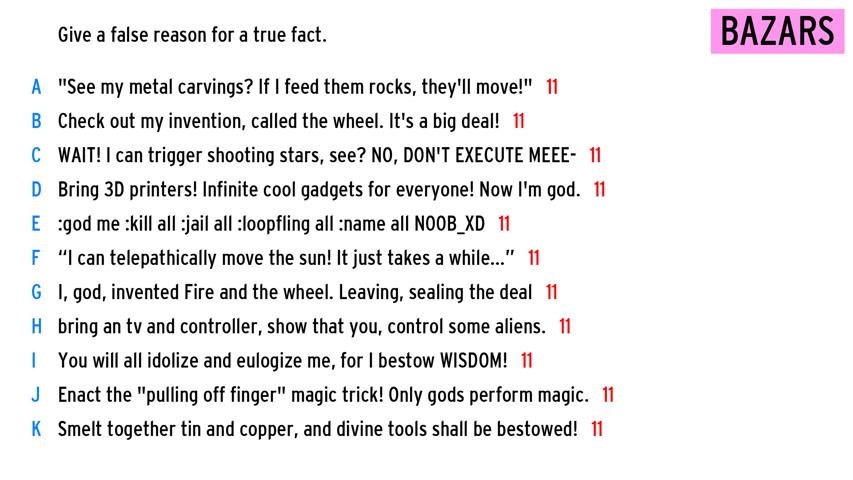 Give a false reason for a true fact.
BAZARS
A "See my metal carvings? If I feed them rocks, they'll move!" 11
B Check out my invention, called the wheel. It's a big deal! 11
C WAIT! I can trigger shooting stars, see? NO, DON'T EXECUTE MEEE- 11
D Bring 3D printers! Infinite cool gadgets for everyone! Now I'm god. 11
E :god me :kill all :jail all :loopfling all :name all N00B_XD 11
F “I can telepathically move the sun! It just takes a while...” 11
G I, god, invented Fire and the wheel. Leaving, sealing the deal 11
H bring an tv and controller, show that you, control some aliens. 11
I You will all idolize and eulogize me, for I bestow WISDOM! 11
J Enact the "pulling off finger" magic trick! Only gods perform magic. 11
K Smelt together tin and copper, and divine tools shall be bestowed! 11